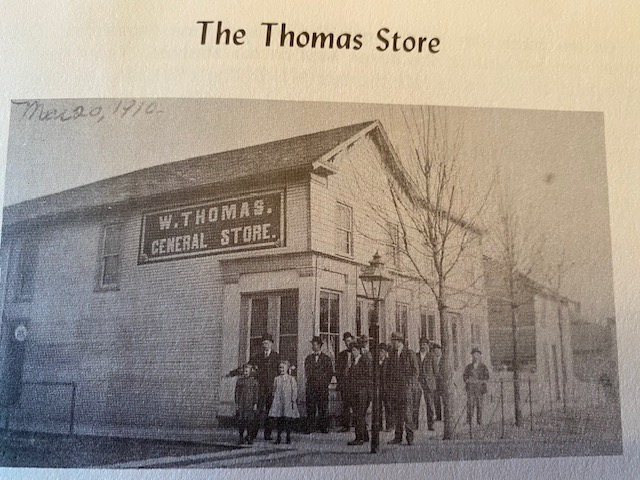 The Thomas Store
Mar 20, 1910.
W. THOMAS.
GENERAL STORE.